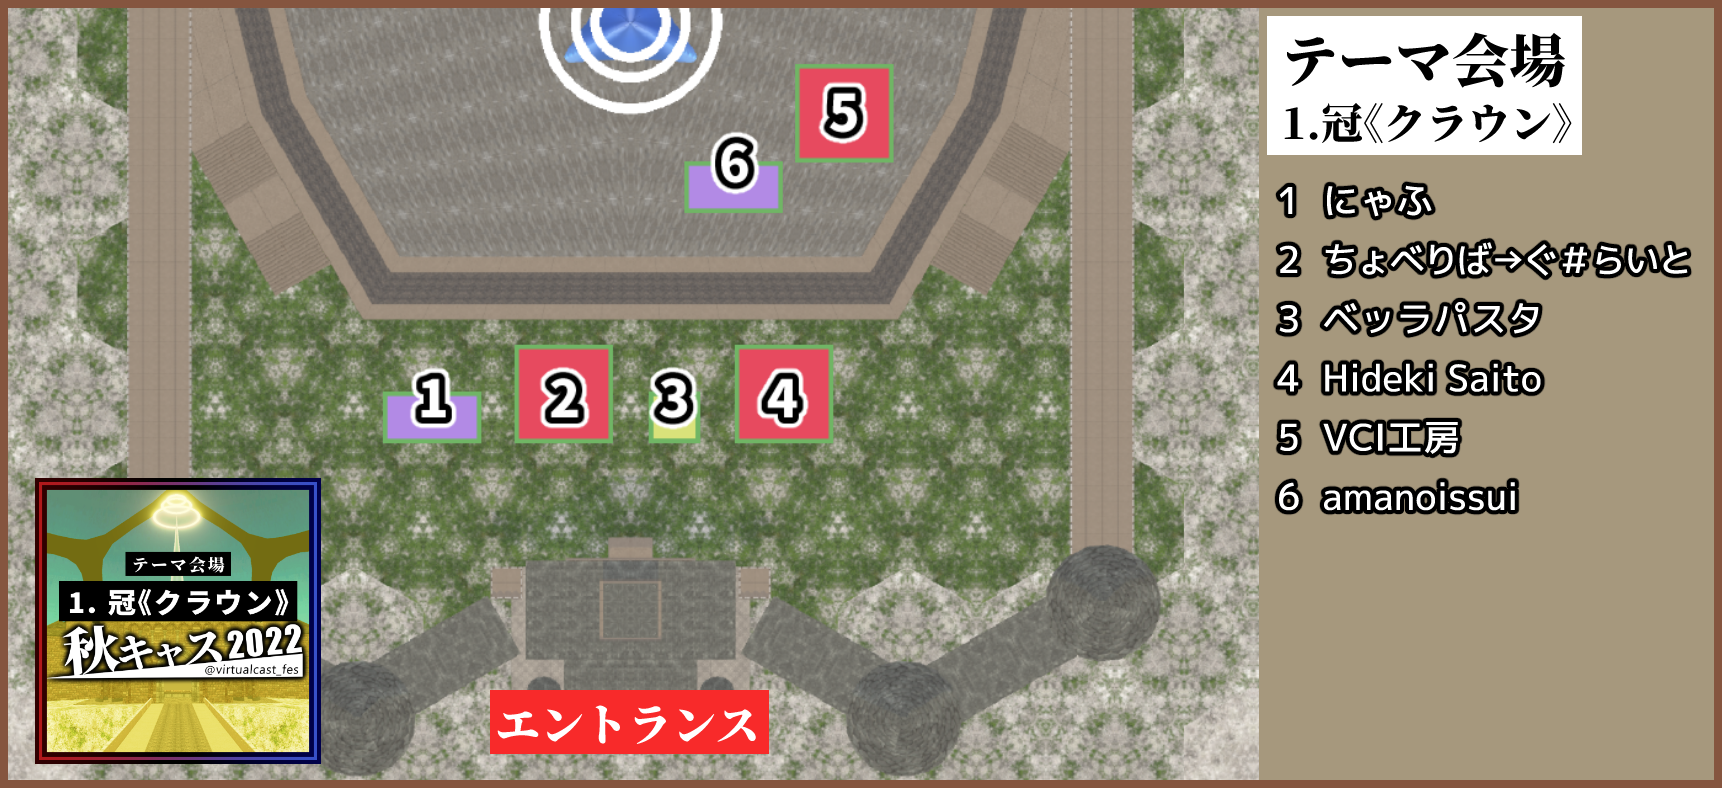 テーマ会場
1.冠《クラウン》
1 にゃふ
2 ちょべりば→ぐ#らいと
3 ベッラパスタ
4 Hideki Saito
5 VCI工房
6 amanoissui
5
6
1
2
3
4
テーマ会場
1. 冠《クラウン》
秋キャス2022
@virtualcast_fes
エントランス